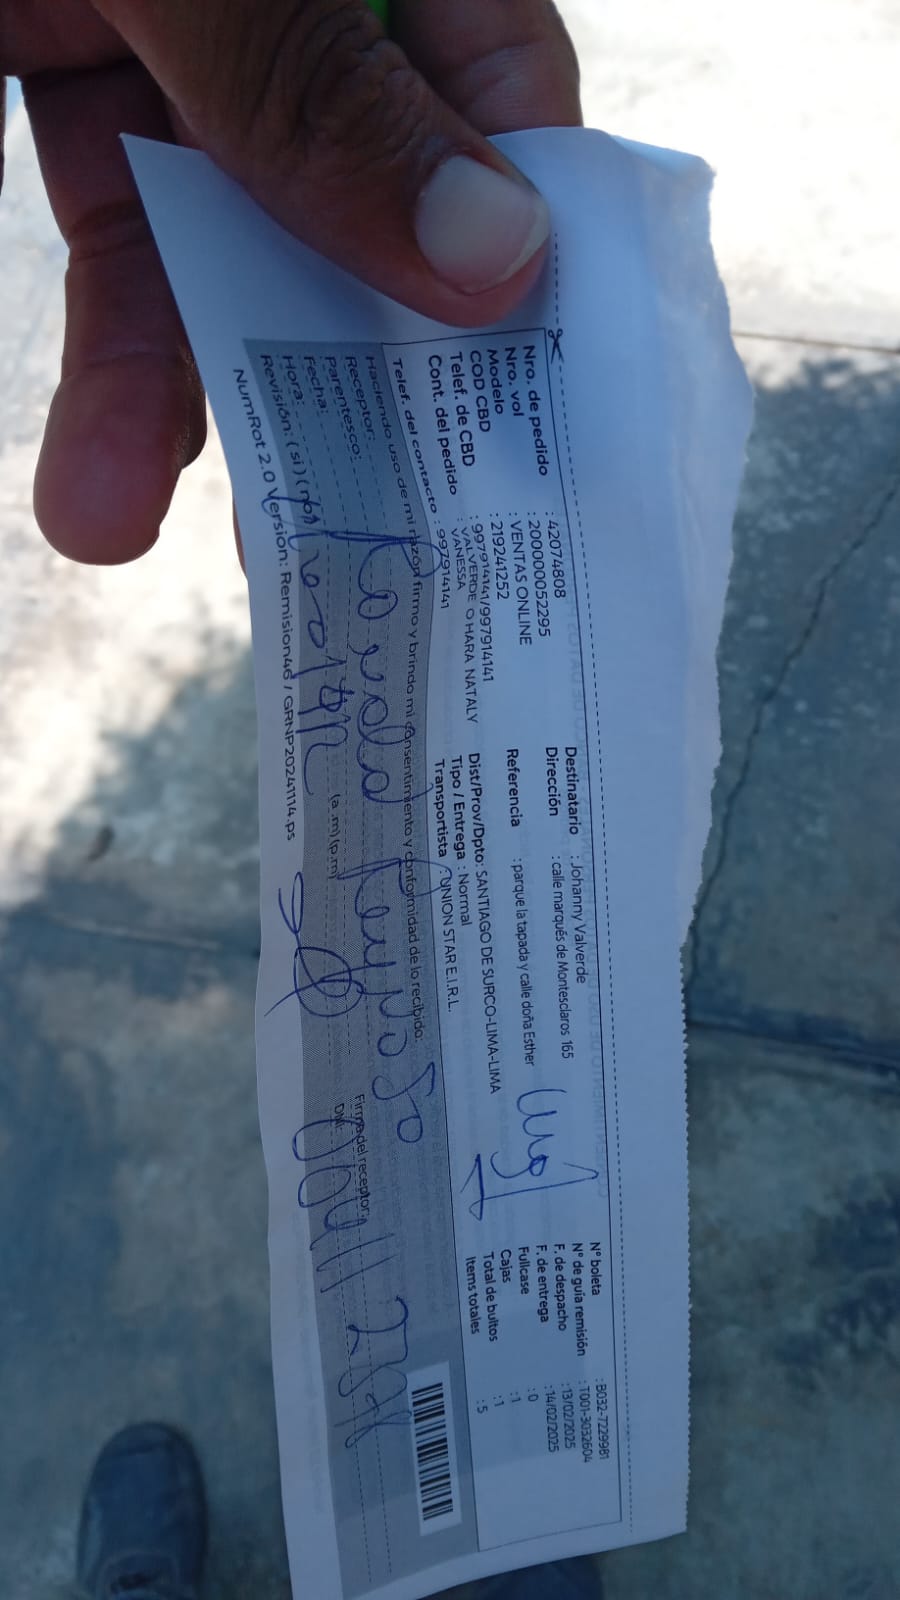 Nro. de pedido : 42074808
Nro. vol : 200000052295
Modelo : VENTAS ONLINE
COD CBD : 219241252
Telef. de CBD : 997914141/997914141
Cont. del pedido : VALVERDE O HARA NATALY
VANESSA
Telef. del contacto : 997914141
Destinatario : Johanny Valverde
Dirección : calle marqués de Montesclaros 165
Referencia : parque la tapada y calle doña Esther
Dist/Prov/Dpto: SANTIAGO DE SURCO-LIMA-LIMA
Tipo / Entrega : Normal
Transportista : UNION STAR E.I.R.L.
N° boleta : B032-7229981
N° de guía remisión : T001-3032604
F. de despacho : 13/02/2025
F. de entrega : 14/02/2025
Fullcase : 0
Cajas : 1
Total de bultos : 1
Items totales : 5
Haciendo uso de mi razón firmo y brindo mi consentimiento y conformidad de lo recibido:
Receptor:
Parentesco:
Fecha:
Hora: (a.m) (p.m)
Revisión: ( si ) ( no )
Firma del receptor:
DNI:
NumRot 2.0 Versión: Remision46 / GRNP20241114.ps